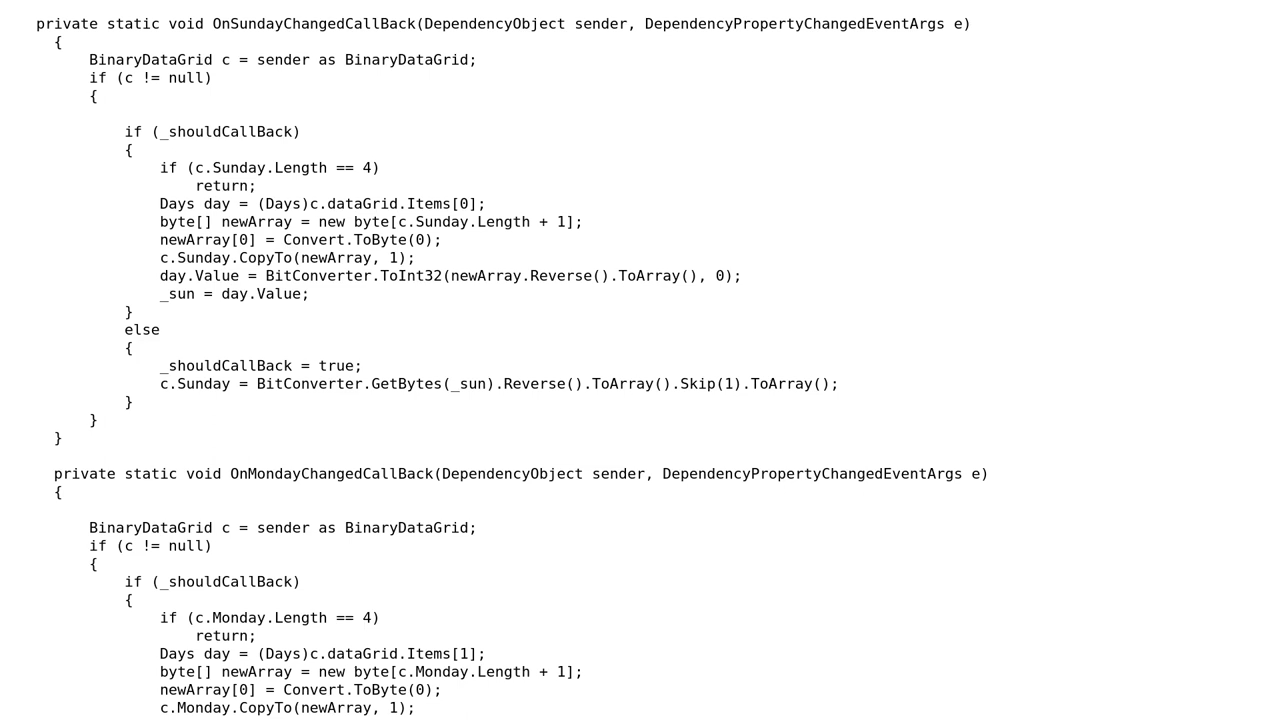 private static void OnSundayChangedCallBack(DependencyObject sender, DependencyPropertyChangedEventArgs e)
{
BinaryDataGrid c = sender as BinaryDataGrid;
if (c != null)
{
if (_shouldCallBack)
{
if (c.Sunday.Length == 4)
return;
Days day = (Days)c.dataGrid.Items[0];
byte[] newArray = new byte[c.Sunday.Length + 1];
newArray[0] = Convert.ToByte(0);
c.Sunday.CopyTo(newArray, 1);
day.Value = BitConverter.ToInt32(newArray.Reverse().ToArray(), 0);
_sun = day.Value;
}
else
{
_shouldCallBack = true;
c.Sunday = BitConverter.GetBytes(_sun).Reverse().ToArray().Skip(1).ToArray();
}
}
}
private static void OnMondayChangedCallBack(DependencyObject sender, DependencyPropertyChangedEventArgs e)
{
BinaryDataGrid c = sender as BinaryDataGrid;
if (c != null)
{
if (_shouldCallBack)
{
if (c.Monday.Length == 4)
return;
Days day = (Days)c.dataGrid.Items[1];
byte[] newArray = new byte[c.Monday.Length + 1];
newArray[0] = Convert.ToByte(0);
c.Monday.CopyTo(newArray, 1);